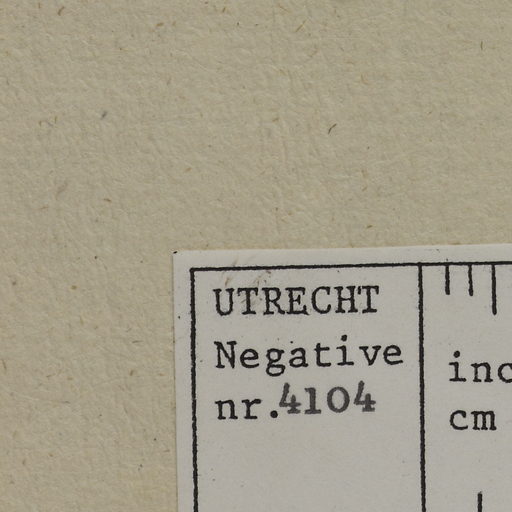 UTRECHT
Negative
nr.4104
cm